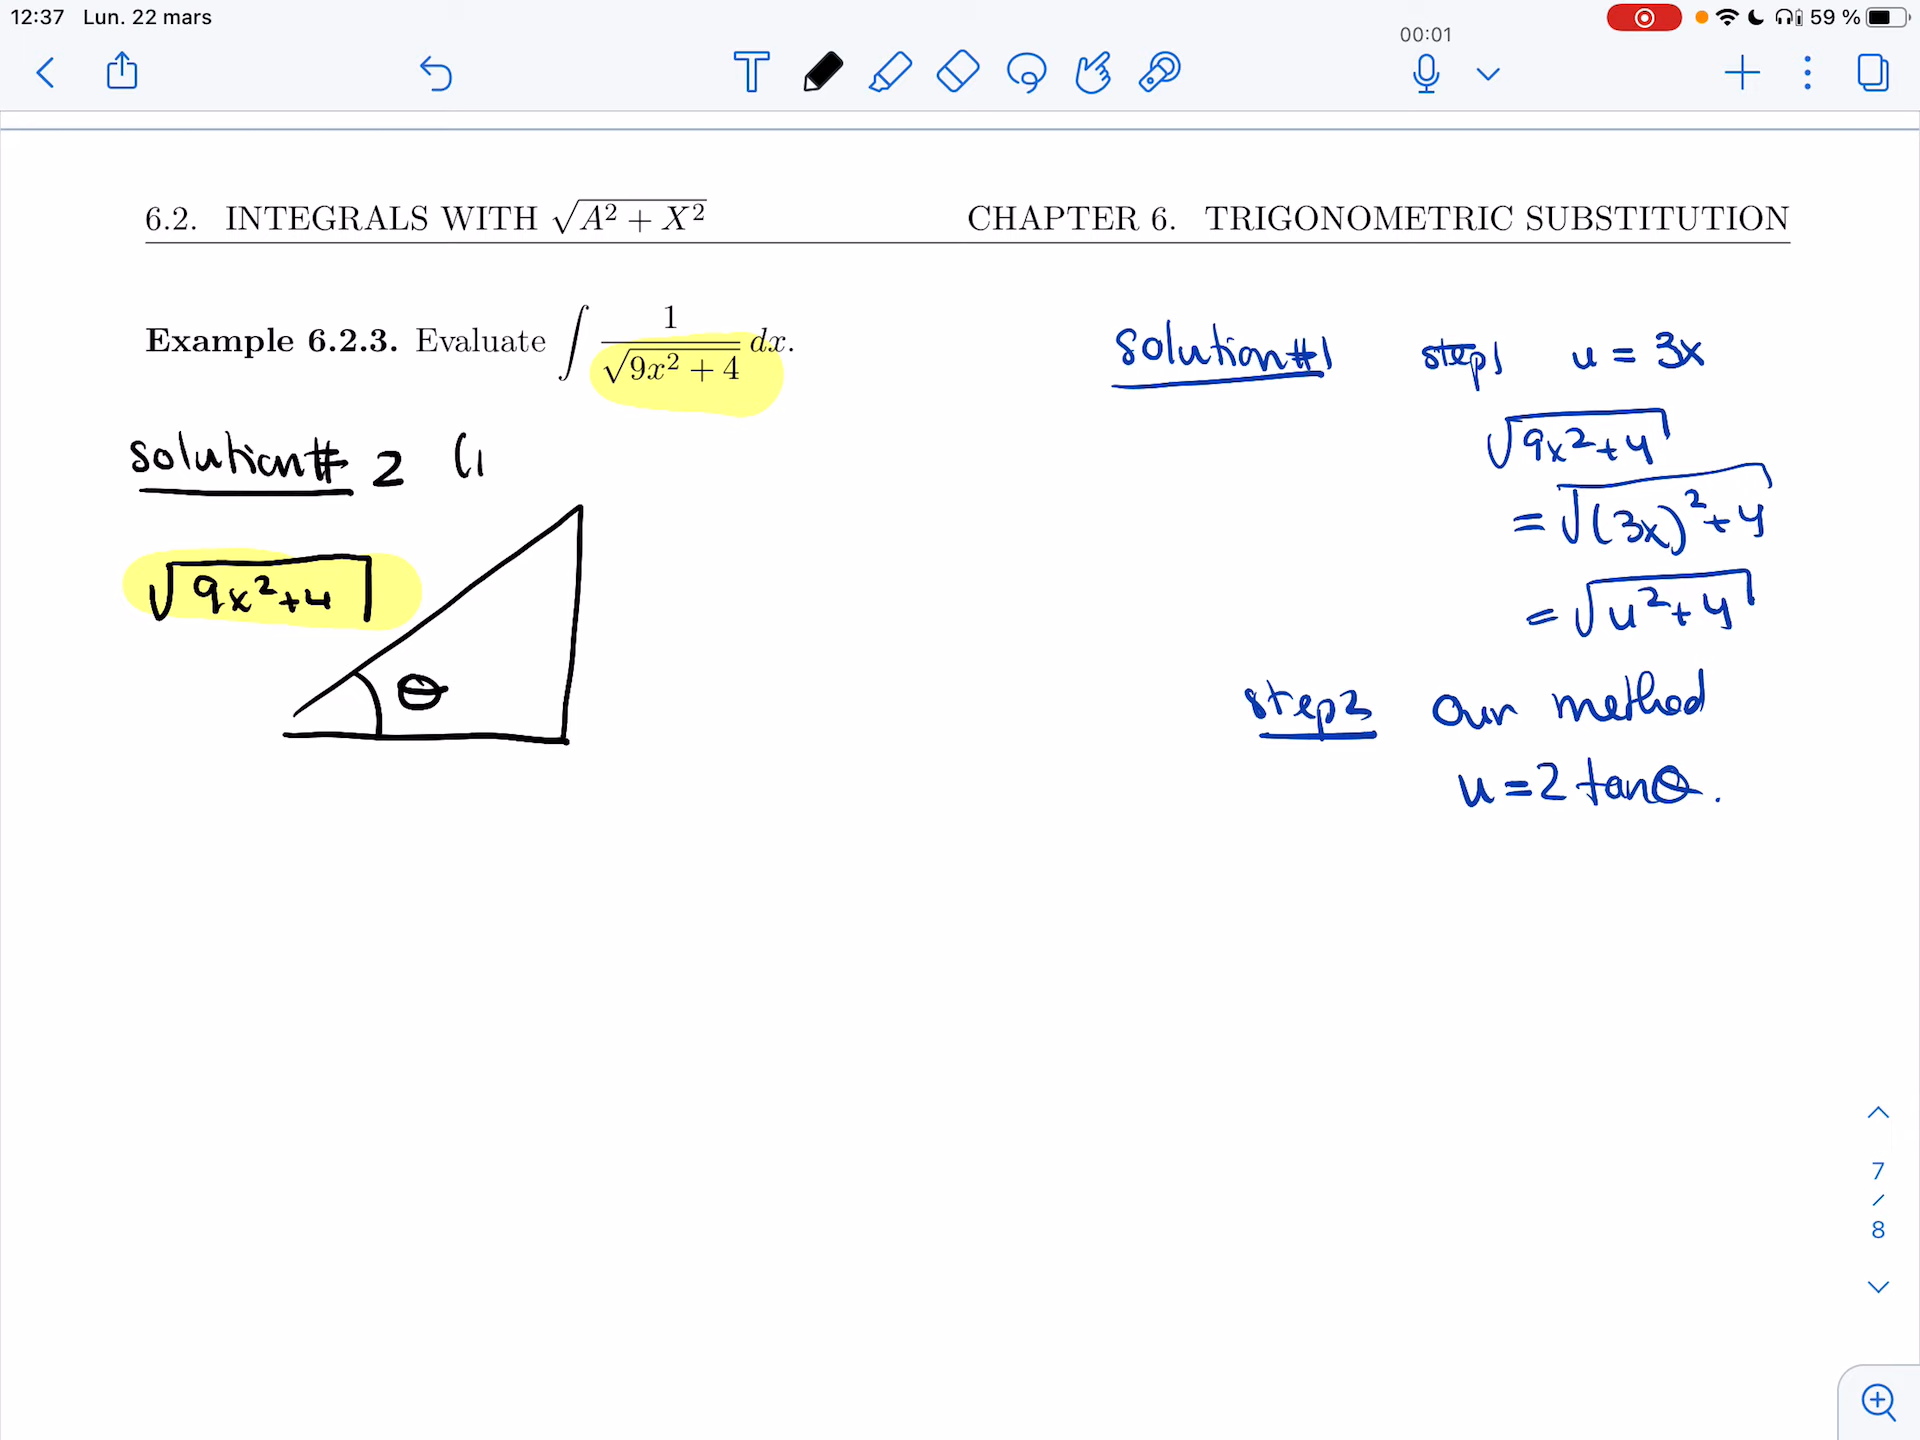 12:37 Lun. 22 mars
59 %
00:01
6.2. INTEGRALS WITH √A² + X²
CHAPTER 6. TRIGONOMETRIC SUBSTITUTION
Example 6.2.3. Evaluate ∫ 1/√(9x² + 4) dx.
solution# 2 (
√9x²+4
θ
solution#1 step1 u = 3x
√9x²+4
= √(3x)²+4
= √u²+4
step2 our method
u = 2 tanθ.
7
/
8